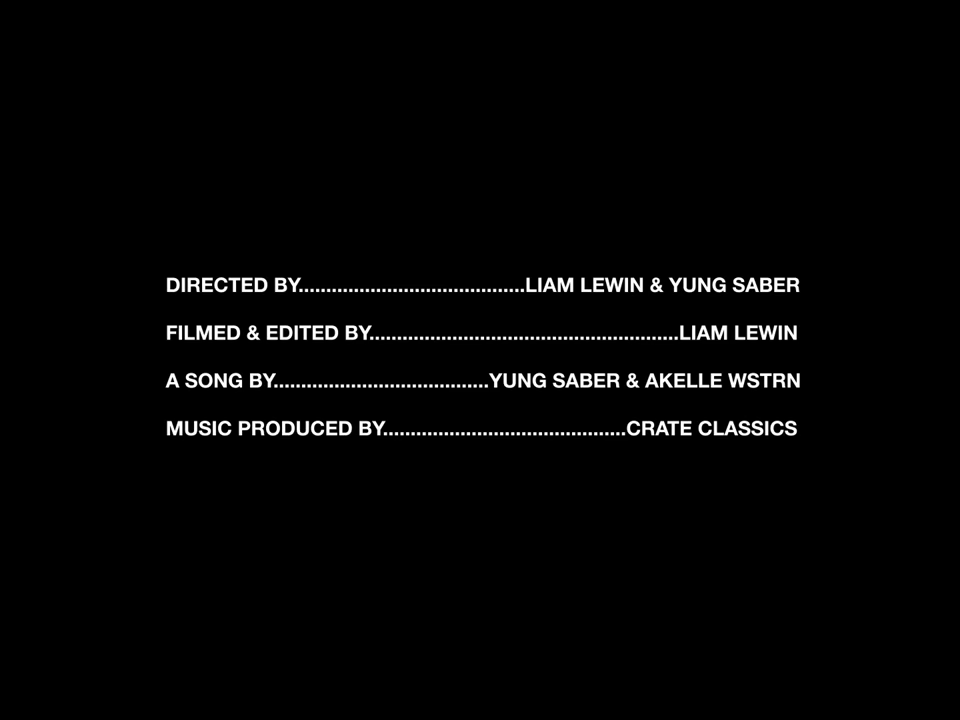 DIRECTED BY.........................................LIAM LEWIN & YUNG SABER
FILMED & EDITED BY........................................................LIAM LEWIN
A SONG BY.......................................YUNG SABER & AKELLE WSTRN
MUSIC PRODUCED BY............................................CRATE CLASSICS